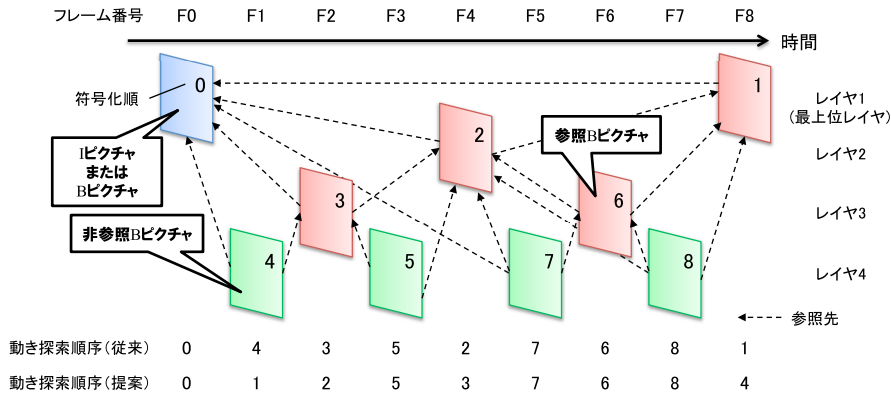 フレーム番号 F0 F1 F2 F3 F4 F5 F6 F7 F8
時間
符号化順
0
1
レイヤ1
(最上位レイヤ)
Iピクチャ
または
Bピクチャ
2
参照Bピクチャ
レイヤ2
3
6
レイヤ3
非参照Bピクチャ
4
5
7
8
レイヤ4
参照先
動き探索順序(従来) 0 4 3 5 2 7 6 8 1
動き探索順序(提案) 0 1 2 5 3 7 6 8 4